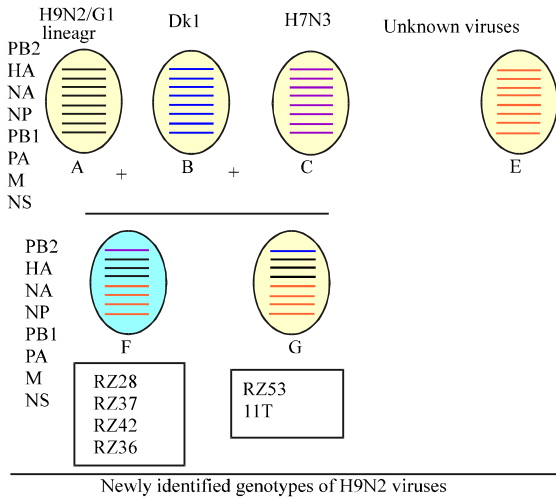 H9N2/G1
lineagr
Dk1
H7N3
Unknown viruses
PB2
HA
NA
NP
PB1
PA
M
NS
A
+
B
+
C
E
PB2
HA
NA
NP
PB1
PA
M
NS
F
G
RZ28
RZ37
RZ42
RZ36
RZ53
11T
Newly identified genotypes of H9N2 viruses